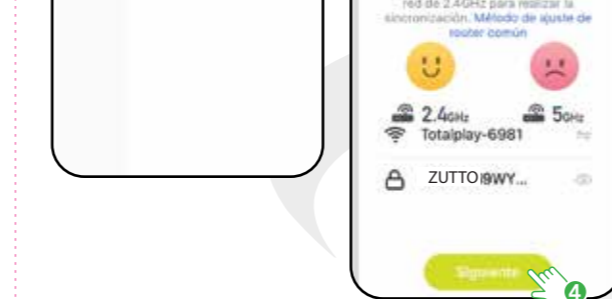 red de 2.4GHz para realizar la
sincronización. Método de ajuste de
router común
2.4GHz 5GHz
Totalplay-6981
ZUTTOI9WY...
Siguiente
4